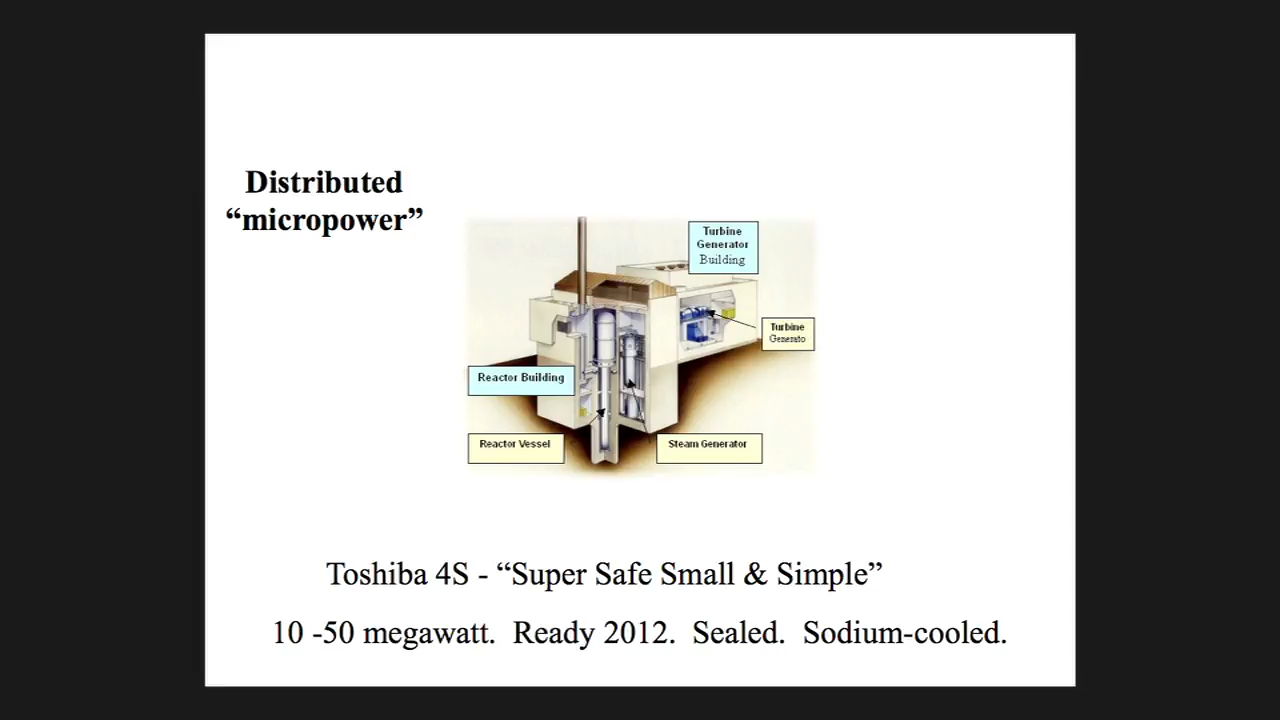 Distributed
“micropower”
Turbine
Generator
Building
Turbine
Generato
Reactor Building
Reactor Vessel
Steam Generator
Toshiba 4S - “Super Safe Small & Simple”
10 -50 megawatt.  Ready 2012.  Sealed.  Sodium-cooled.